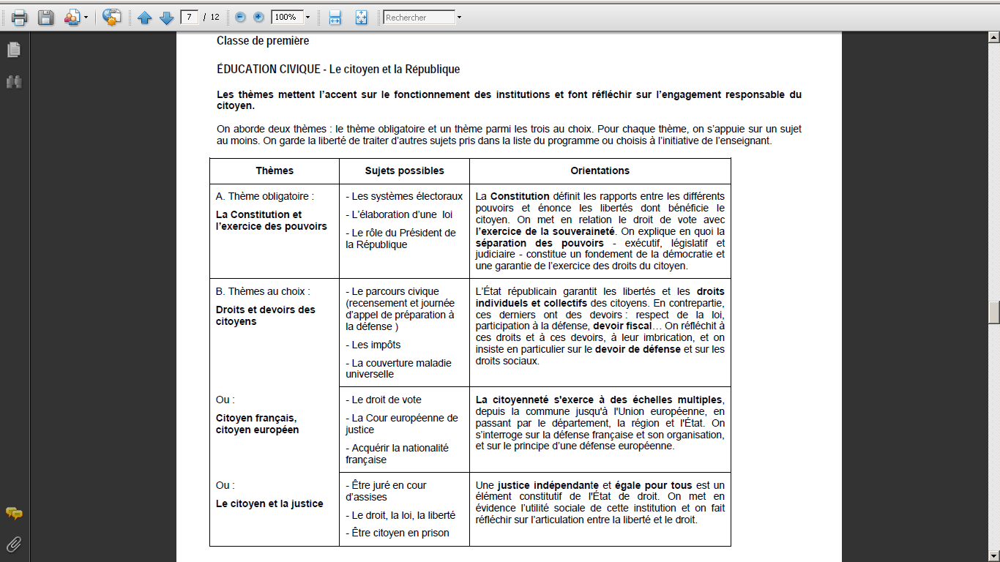 7 / 12
100%
Rechercher
Classe de première
ÉDUCATION CIVIQUE - Le citoyen et la République
Les thèmes mettent l’accent sur le fonctionnement des institutions et font réfléchir sur l’engagement responsable du
citoyen.
On aborde deux thèmes : le thème obligatoire et un thème parmi les trois au choix. Pour chaque thème, on s’appuie sur un sujet
au moins. On garde la liberté de traiter d’autres sujets pris dans la liste du programme ou choisis à l’initiative de l’enseignant.
Thèmes
Sujets possibles
Orientations
A. Thème obligatoire :
La Constitution et
l’exercice des pouvoirs
- Les systèmes électoraux
- L’élaboration d’une loi
- Le rôle du Président de
la République
La Constitution définit les rapports entre les différents
pouvoirs et énonce les libertés dont bénéficie le
citoyen. On met en relation le droit de vote avec
l’exercice de la souveraineté. On explique en quoi la
séparation des pouvoirs - exécutif, législatif et
judiciaire - constitue un fondement de la démocratie et
une garantie de l’exercice des droits du citoyen.
B. Thèmes au choix :
Droits et devoirs des
citoyens
- Le parcours civique
(recensement et journée
d’appel de préparation à
la défense )
- Les impôts
- La couverture maladie
universelle
L’État républicain garantit les libertés et les droits
individuels et collectifs des citoyens. En contrepartie,
ces derniers ont des devoirs : respect de la loi,
participation à la défense, devoir fiscal… On réfléchit à
ces droits et à ces devoirs, à leur imbrication, et on
insiste en particulier sur le devoir de défense et sur les
droits sociaux.
Ou :
Citoyen français,
citoyen européen
- Le droit de vote
- La Cour européenne de
justice
- Acquérir la nationalité
française
La citoyenneté s'exerce à des échelles multiples,
depuis la commune jusqu'à l'Union européenne, en
passant par le département, la région et l'État. On
s’interroge sur la défense française et son organisation,
et sur le principe d’une défense européenne.
Ou :
Le citoyen et la justice
- Être juré en cour
d’assises
- Le droit, la loi, la liberté
- Être citoyen en prison
Une justice indépendante et égale pour tous est un
élément constitutif de l'État de droit. On met en
évidence l’utilité sociale de cette institution et on fait
réfléchir sur l’articulation entre la liberté et le droit.